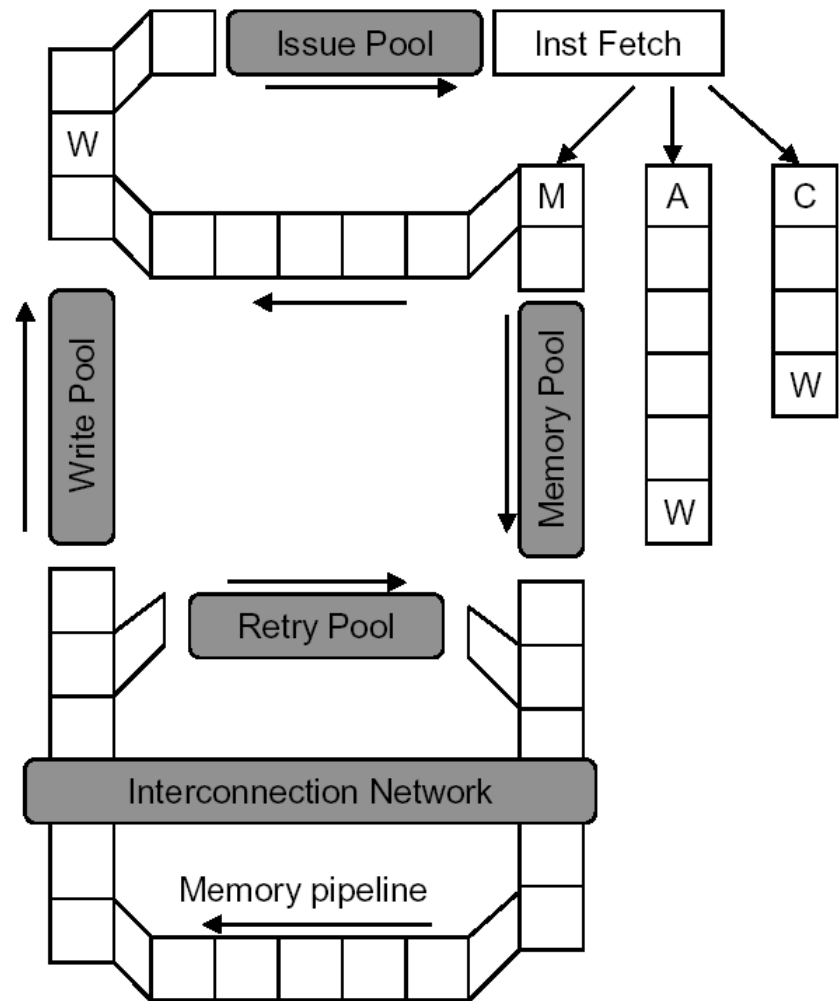 Issue Pool
Inst Fetch
W
M
A
C
W
Write Pool
Memory Pool
W
Retry Pool
Interconnection Network
Memory pipeline